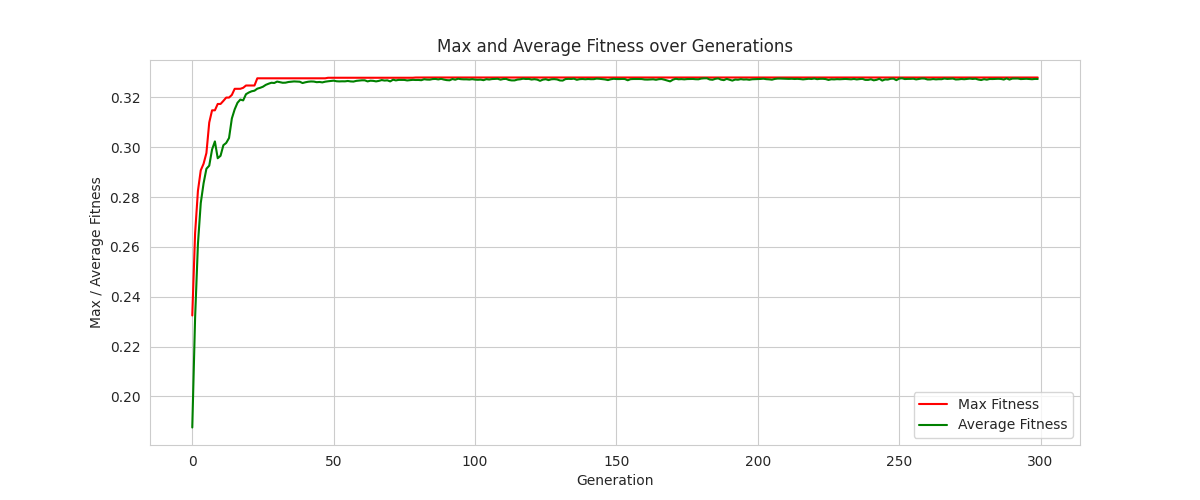 Max and Average Fitness over Generations
Max / Average Fitness
0.32
0.30
0.28
0.26
0.24
0.22
0.20
0
50
100
150
200
250
300
Generation
Max Fitness
Average Fitness